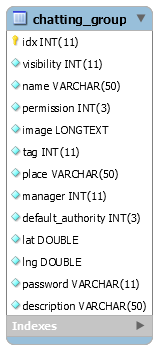 chatting_group
idx INT(11)
visibility INT(11)
name VARCHAR(50)
permission INT(3)
image LONGTEXT
tag INT(11)
place VARCHAR(50)
manager INT(11)
default_authority INT(3)
lat DOUBLE
lng DOUBLE
password VARCHAR(11)
description VARCHAR(50)
Indexes